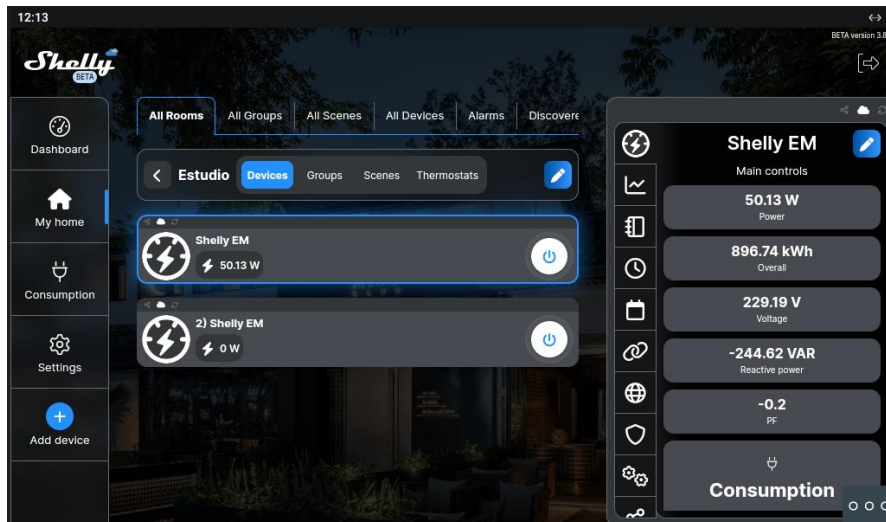 12:13
BETA version 3.8
Shelly
BETA
Dashboard
My home
Consumption
Settings
Add device
All Rooms
All Groups
All Scenes
All Devices
Alarms
Discovere
Estudio
Devices
Groups
Scenes
Thermostats
Shelly EM
50.13 W
2) Shelly EM
0 W
Shelly EM
Main controls
50.13 W
Power
896.74 kWh
Overall
229.19 V
Voltage
-244.62 VAR
Reactive power
-0.2
PF
Consumption